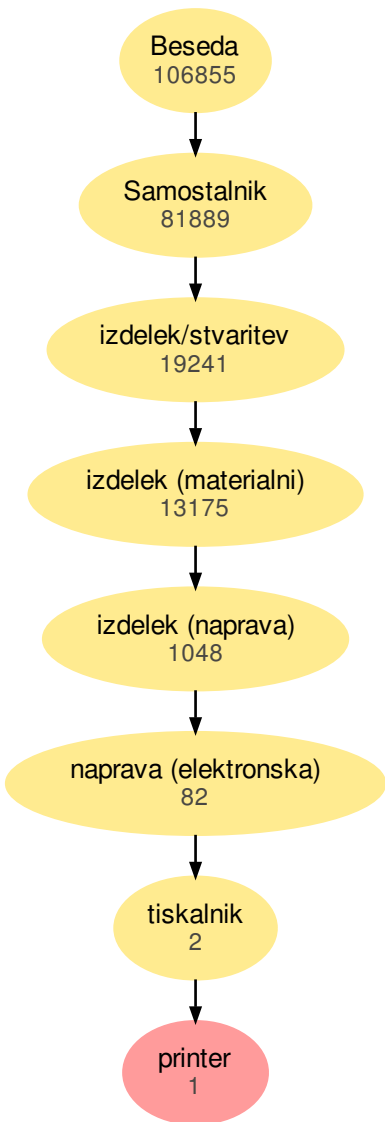 Beseda
106855
Samostalnik
81889
izdelek/stvaritev
19241
izdelek (materialni)
13175
izdelek (naprava)
1048
naprava (elektronska)
82
tiskalnik
2
printer
1